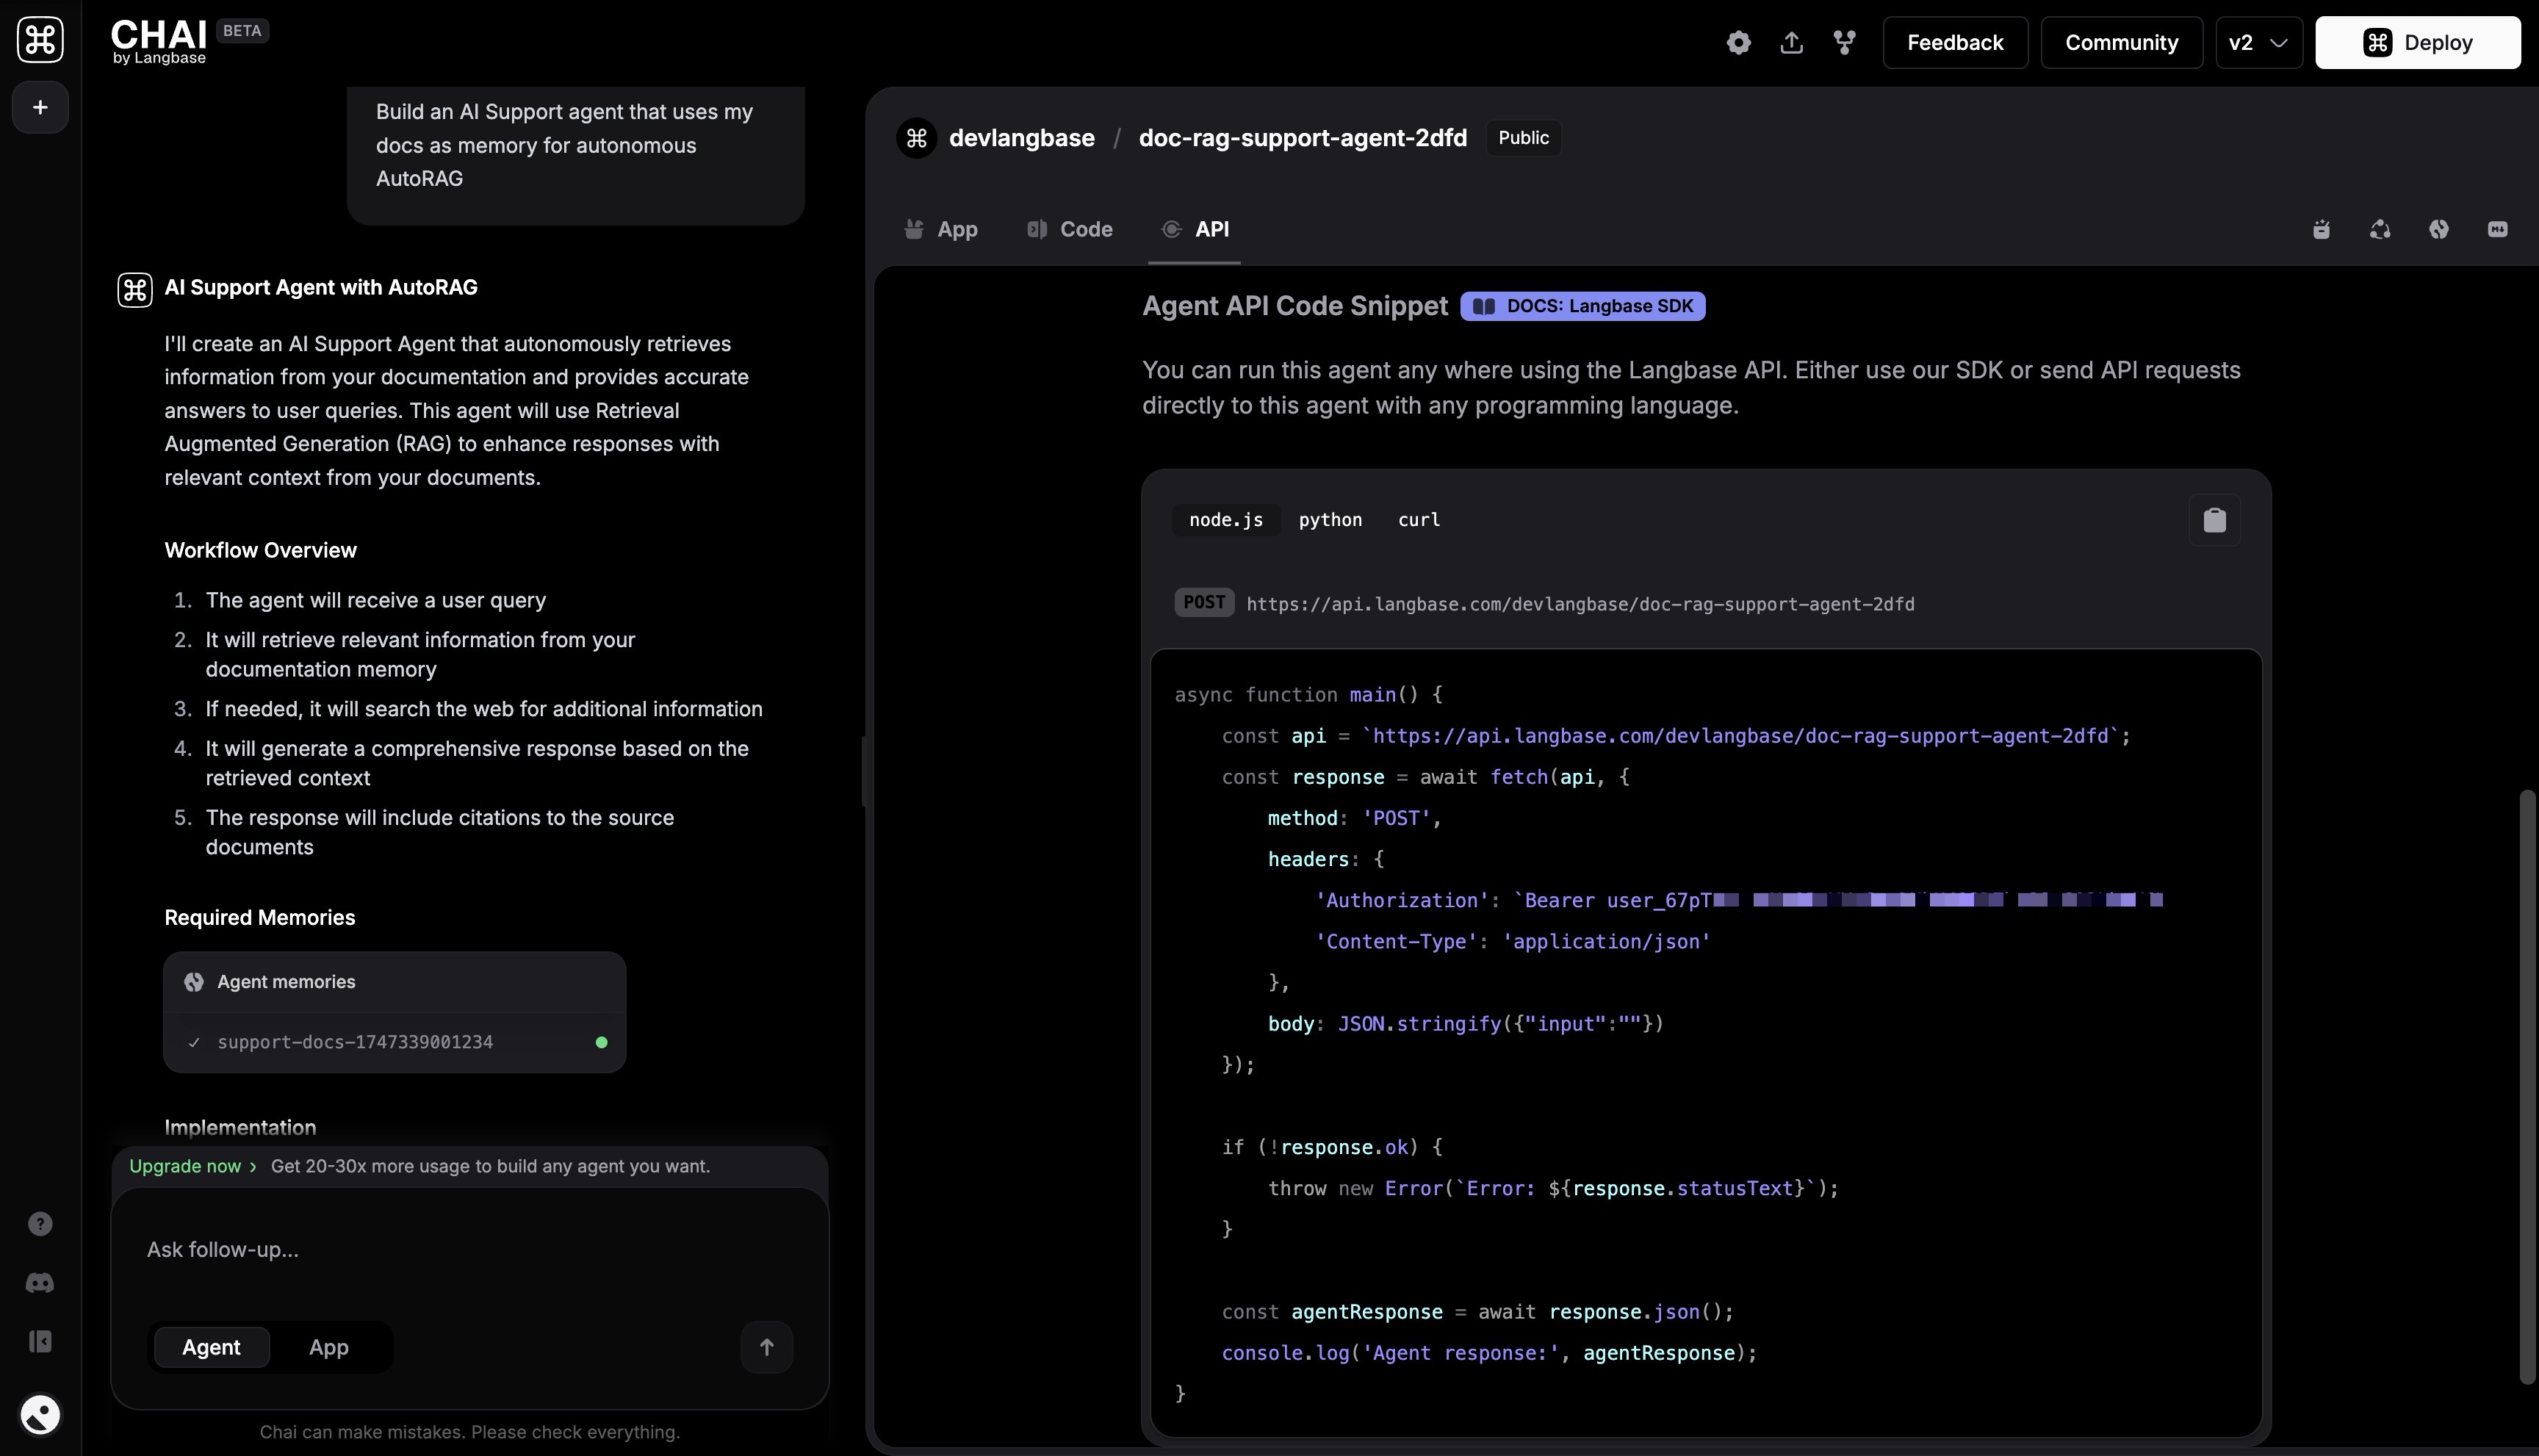 CHAI BETA
by Langbase
Feedback
Community
v2
Deploy
Build an AI Support agent that uses my
docs as memory for autonomous
AutoRAG
AI Support Agent with AutoRAG
I'll create an AI Support Agent that autonomously retrieves
information from your documentation and provides accurate
answers to user queries. This agent will use Retrieval
Augmented Generation (RAG) to enhance responses with
relevant context from your documents.
Workflow Overview
1. The agent will receive a user query
2. It will retrieve relevant information from your
documentation memory
3. If needed, it will search the web for additional information
4. It will generate a comprehensive response based on the
retrieved context
5. The response will include citations to the source
documents
Required Memories
Agent memories
support-docs-1747339001234
Implementation
Upgrade now › Get 20-30x more usage to build any agent you want.
Ask follow-up...
Agent App
Chai can make mistakes. Please check everything.
devlangbase / doc-rag-support-agent-2dfd Public
App Code API
Agent API Code Snippet DOCS: Langbase SDK
You can run this agent any where using the Langbase API. Either use our SDK or send API requests
directly to this agent with any programming language.
node.js python curl
POST https://api.langbase.com/devlangbase/doc-rag-support-agent-2dfd
async function main() {
const api = `https://api.langbase.com/devlangbase/doc-rag-support-agent-2dfd`;
const response = await fetch(api, {
method: 'POST',
headers: {
'Authorization': `Bearer user_67pT
'Content-Type': 'application/json'
},
body: JSON.stringify({"input":""})
});
if (!response.ok) {
throw new Error(`Error: ${response.statusText}`);
}
const agentResponse = await response.json();
console.log('Agent response:', agentResponse);
}